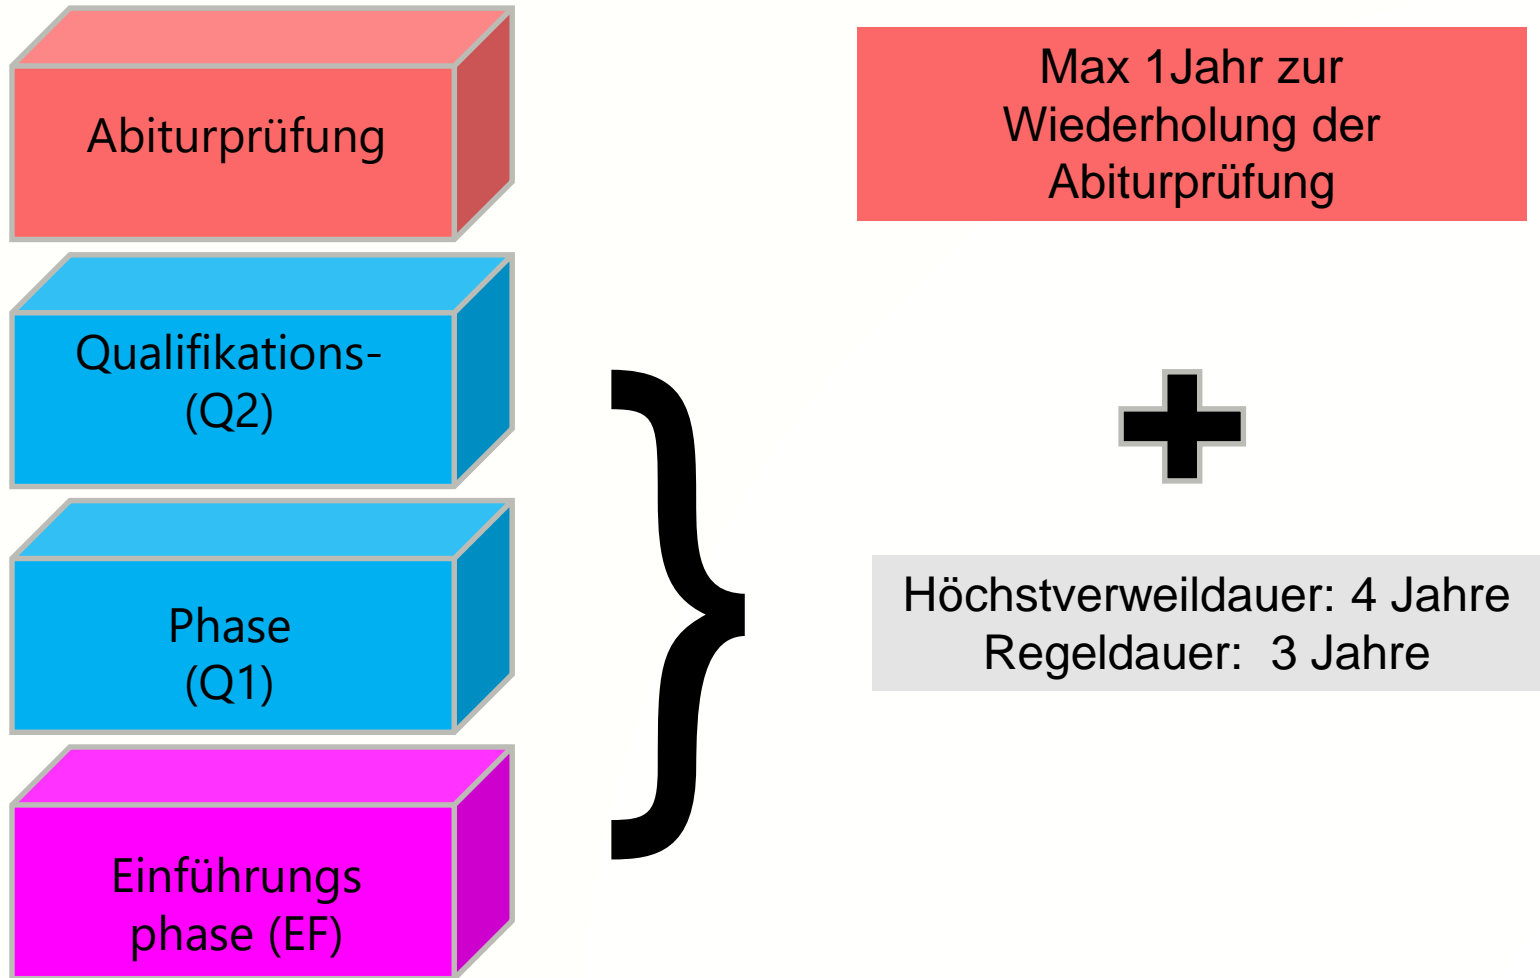 Abiturprüfung
Max 1Jahr zur
Wiederholung der
Abiturprüfung
Qualifikations-
(Q2)
Phase
(Q1)
Höchstverweildauer: 4 Jahre
Regeldauer:  3 Jahre
Einführungs
phase (EF)